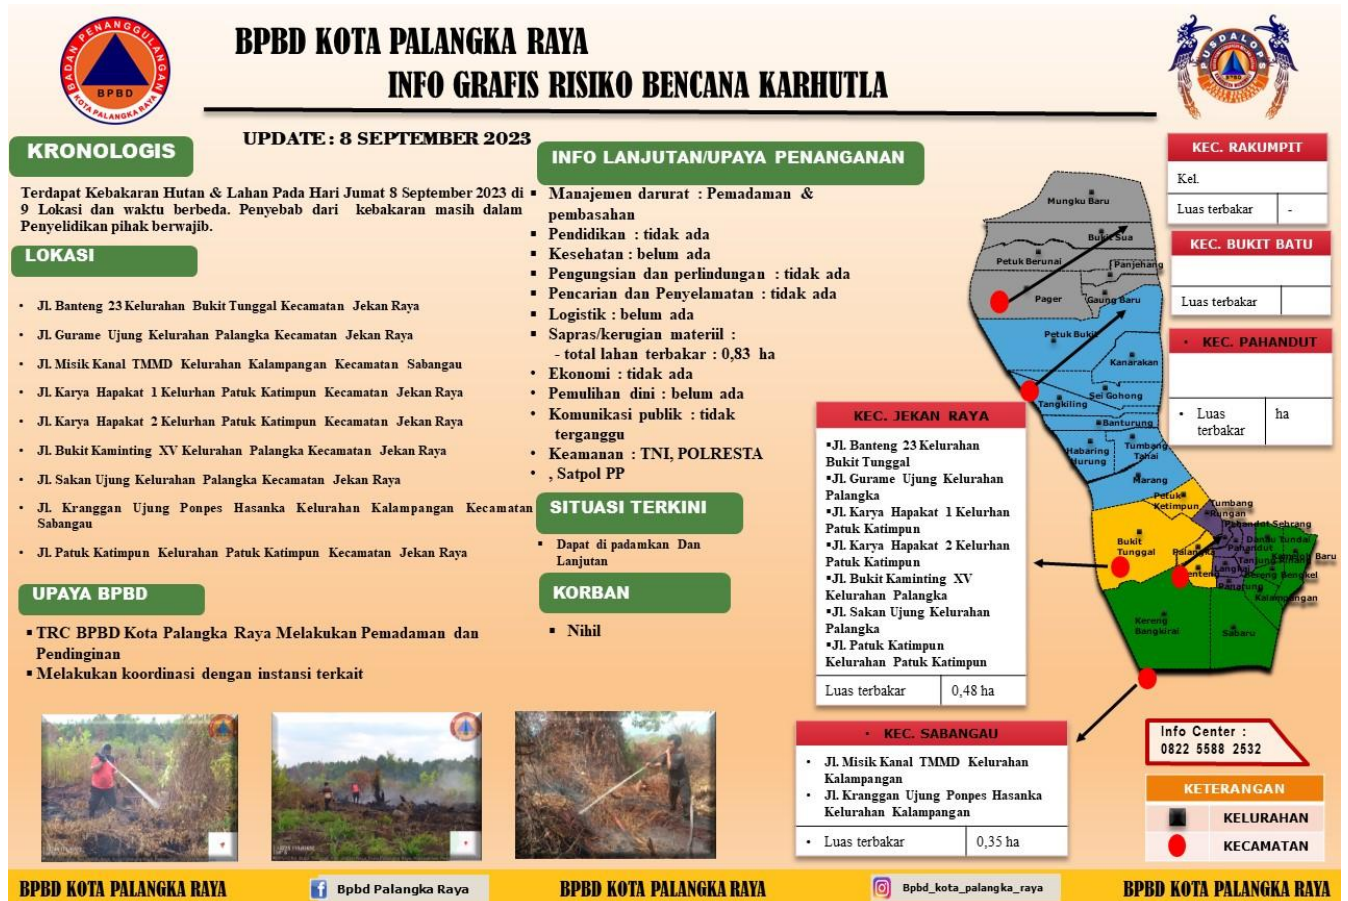 BPBD KOTA PALANGKA RAYA
INFO GRAFIS RISIKO BENCANA KARHUTLA
BADAN PENANGGULANGAN
BPBD
KOTA PALANGKA RAYA
PUSDALOPS
BPBD
UPDATE : 8 SEPTEMBER 2023
KRONOLOGIS
Terdapat Kebakaran Hutan & Lahan Pada Hari Jumat 8 September 2023 di
9 Lokasi dan waktu berbeda. Penyebab dari kebakaran masih dalam
Penyelidikan pihak berwajib.
LOKASI
• Jl. Banteng 23 Kelurahan Bukit Tunggal Kecamatan Jekan Raya
• Jl. Gurame Ujung Kelurahan Palangka Kecamatan Jekan Raya
• Jl. Misik Kanal TMMD Kelurahan Kalampangan Kecamatan Sabangau
• Jl. Karya Hapakat 1 Kelurhan Patuk Katimpun Kecamatan Jekan Raya
• Jl. Karya Hapakat 2 Kelurhan Patuk Katimpun Kecamatan Jekan Raya
• Jl. Bukit Kaminting XV Kelurahan Palangka Kecamatan Jekan Raya
• Jl. Sakan Ujung Kelurahan Palangka Kecamatan Jekan Raya
• Jl. Kranggan Ujung Ponpes Hasanka Kelurahan Kalampangan Kecamatan
Sabangau
• Jl. Patuk Katimpun Kelurahan Patuk Katimpun Kecamatan Jekan Raya
UPAYA BPBD
▪ TRC BPBD Kota Palangka Raya Melakukan Pemadaman dan
Pendinginan
▪ Melakukan koordinasi dengan instansi terkait
INFO LANJUTAN/UPAYA PENANGANAN
▪ Manajemen darurat : Pemadaman &
pembasahan
▪ Pendidikan : tidak ada
▪ Kesehatan : belum ada
▪ Pengungsian dan perlindungan : tidak ada
▪ Pencarian dan Penyelamatan : tidak ada
▪ Logistik : belum ada
▪ Sapras/kerugian materiil :
- total lahan terbakar : 0,83 ha
• Ekonomi : tidak ada
• Pemulihan dini : belum ada
• Komunikasi publik : tidak
terganggu
• Keamanan : TNI, POLRESTA
• , Satpol PP
SITUASI TERKINI
▪ Dapat di padamkan Dan
Lanjutan
KORBAN
▪ Nihil
KEC. JEKAN RAYA
▪Jl. Banteng 23 Kelurahan
Bukit Tunggal
▪Jl. Gurame Ujung Kelurahan
Palangka
▪Jl. Karya Hapakat 1 Kelurhan
Patuk Katimpun
▪Jl. Karya Hapakat 2 Kelurhan
Patuk Katimpun
▪Jl. Bukit Kaminting XV
Kelurahan Palangka
▪Jl. Sakan Ujung Kelurahan
Palangka
▪Jl. Patuk Katimpun
Kelurahan Patuk Katimpun
Luas terbakar 0,48 ha
• KEC. SABANGAU
• Jl. Misik Kanal TMMD Kelurahan
Kalampangan
• Jl. Kranggan Ujung Ponpes Hasanka
Kelurahan Kalampangan
• Luas terbakar 0,35 ha
Mungku Baru
Bukit Sua
Petuk Berunai
Panjehang
Pager
Gaung Baru
Petuk Bukit
Kanarakan
Sei Gohong
Tangkiling
Banturung
Habaring
Hurung
Tumbang
Tahai
Marang
Petuk
Ketimpun
Tumbang
Rungan
Pahandut Sebrang
Bukit
Tunggal
Palangka
Pahandut
Danau Tundai
Kameloh Baru
Langkai
Menteng
Bereng Bengkel
Panarung
Kalampangan
Kereng
Bangkirai
Sabaru
KEC. RAKUMPIT
Kel.
Luas terbakar -
KEC. BUKIT BATU
Luas terbakar
• KEC. PAHANDUT
• Luas
terbakar
ha
Info Center :
0822 5588 2532
KETERANGAN
KELURAHAN
KECAMATAN
BPBD KOTA PALANGKA RAYA
Bpbd Palangka Raya
BPBD KOTA PALANGKA RAYA
Bpbd_kota_palangka_raya
BPBD KOTA PALANGKA RAYA